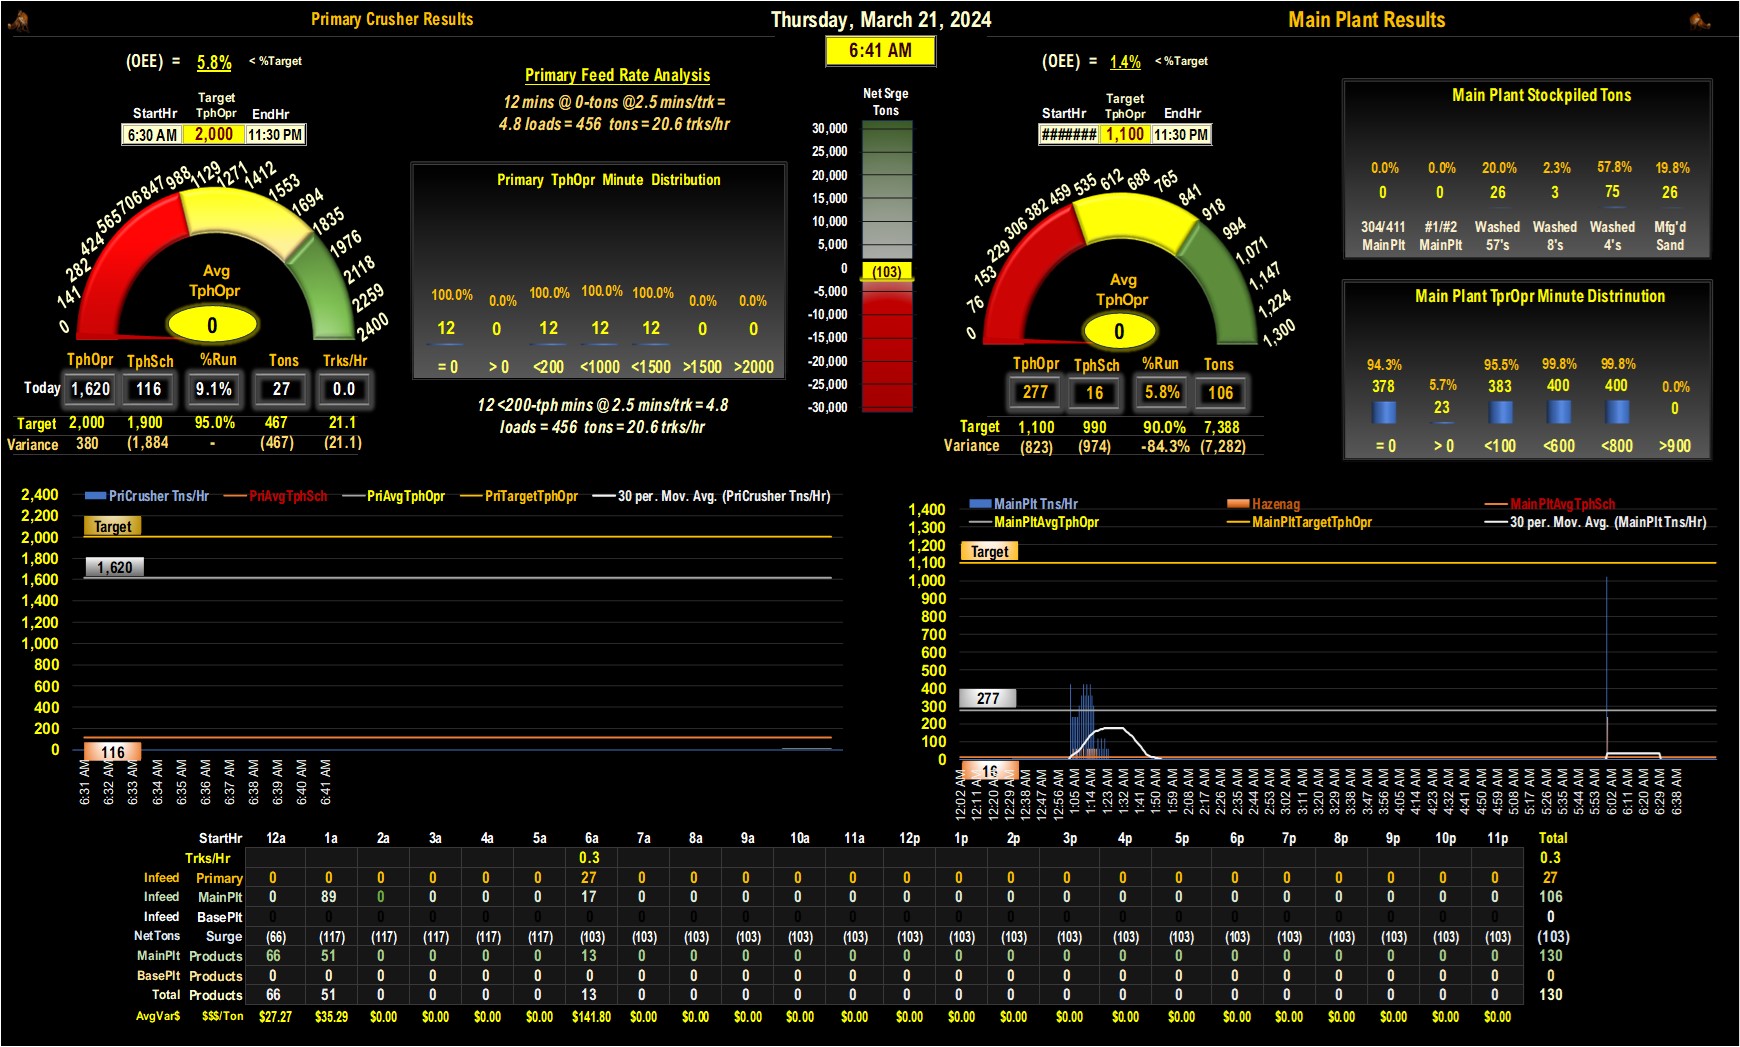 Primary Crusher Results
Thursday, March 21, 2024
Main Plant Results
6:41 AM
(OEE) = 5.8% < %Target
Target
StartHr TphOpr EndHr
6:30 AM 2,000 11:30 PM
Primary Feed Rate Analysis
12 mins @ 0-tons @2.5 mins/trk =
4.8 loads = 456 tons = 20.6 trks/hr
Net Srge
Tons
30,000
25,000
20,000
15,000
10,000
5,000
0
(103)
-5,000
-10,000
-15,000
-20,000
-25,000
-30,000
(OEE) = 1.4% < %Target
Target
StartHr TphOpr EndHr
####### 1,100 11:30 PM
Main Plant Stockpiled Tons
0.0% 0.0% 20.0% 2.3% 57.8% 19.8%
0 0 26 3 75 26
304/411 #1/#2 Washed Washed Washed Mfg'd
MainPlt MainPlt 57's 8's 4's Sand
0 141 282 424 565 706 847 988 1129 1271 1412 1553 1694 1835 1976 2118 2259 2400
Avg
TphOpr
0
Primary TphOpr Minute Distribution
100.0% 0.0% 100.0% 100.0% 100.0% 0.0% 0.0%
12 0 12 12 12 0 0
= 0 > 0 <200 <1000 <1500 >1500 >2000
12 <200-tph mins @ 2.5 mins/trk = 4.8
loads = 456 tons = 20.6 trks/hr
0 76 153 229 306 382 459 535 612 688 765 841 918 994 1,071 1,147 1,224 1,300
Avg
TphOpr
0
Main Plant TprOpr Minute Distrinution
94.3% 5.7% 95.5% 99.8% 99.8% 0.0%
378 23 383 400 400 0
= 0 > 0 <100 <600 <800 >900
TphOpr TphSch %Run Tons Trks/Hr
Today 1,620 116 9.1% 27 0.0
Target 2,000 1,900 95.0% 467 21.1
Variance 380 (1,884 - (467) (21.1)
TphOpr TphSch %Run Tons
277 16 5.8% 106
Target 1,100 990 90.0% 7,388
Variance (823) (974) -84.3% (7,282)
PriCrusher Tns/Hr PriAvgTphSch PriAvgTphOpr PriTargetTphOpr 30 per. Mov. Avg. (PriCrusher Tns/Hr)
2,400
2,200
2,000
1,800
1,600
1,400
1,200
1,000
800
600
400
200
0
Target
1,620
116
6:31 AM 6:32 AM 6:33 AM 6:34 AM 6:35 AM 6:36 AM 6:37 AM 6:38 AM 6:39 AM 6:40 AM 6:41 AM
MainPlt Tns/Hr Hazenag MainPltAvgTphSch
MainPltAvgTphOpr MainPltTargetTphOpr 30 per. Mov. Avg. (MainPlt Tns/Hr)
1,400
1,300
1,200
1,100
1,000
900
800
700
600
500
400
300
200
100
0
Target
277
16
12:02 AM 12:11 AM 12:20 AM 12:29 AM 12:38 AM 12:47 AM 12:56 AM 1:05 AM 1:14 AM 1:23 AM 1:32 AM 1:41 AM 1:50 AM 1:59 AM 2:08 AM 2:17 AM 2:26 AM 2:35 AM 2:44 AM 2:53 AM 3:02 AM 3:11 AM 3:20 AM 3:29 AM 3:38 AM 3:47 AM 3:56 AM 4:05 AM 4:14 AM 4:23 AM 4:32 AM 4:41 AM 4:50 AM 4:59 AM 5:08 AM 5:17 AM 5:26 AM 5:35 AM 5:44 AM 5:53 AM 6:02 AM 6:11 AM 6:20 AM 6:29 AM 6:38 AM
StartHr 12a 1a 2a 3a 4a 5a 6a 7a 8a 9a 10a 11a 12p 1p 2p 3p 4p 5p 6p 7p 8p 9p 10p 11p Total
Trks/Hr 0.3 0.3
Infeed Primary 0 0 0 0 0 0 27 0 0 0 0 0 0 0 0 0 0 0 0 0 0 0 0 0 27
Infeed MainPlt 0 89 0 0 0 0 17 0 0 0 0 0 0 0 0 0 0 0 0 0 0 0 0 0 106
Infeed BasePlt 0 0 0 0 0 0 0 0 0 0 0 0 0 0 0 0 0 0 0 0 0 0 0 0 0
NetTons Surge (66) (117) (117) (117) (117) (117) (103) (103) (103) (103) (103) (103) (103) (103) (103) (103) (103) (103) (103) (103) (103) (103) (103) (103) (103)
MainPlt Products 66 51 0 0 0 0 13 0 0 0 0 0 0 0 0 0 0 0 0 0 0 0 0 0 130
BasePlt Products 0 0 0 0 0 0 0 0 0 0 0 0 0 0 0 0 0 0 0 0 0 0 0 0 0
Total Products 66 51 0 0 0 0 13 0 0 0 0 0 0 0 0 0 0 0 0 0 0 0 0 0 130
AvgVar$ $$$/Ton $27.27 $35.29 $0.00 $0.00 $0.00 $0.00 $141.80 $0.00 $0.00 $0.00 $0.00 $0.00 $0.00 $0.00 $0.00 $0.00 $0.00 $0.00 $0.00 $0.00 $0.00 $0.00 $0.00 $0.00